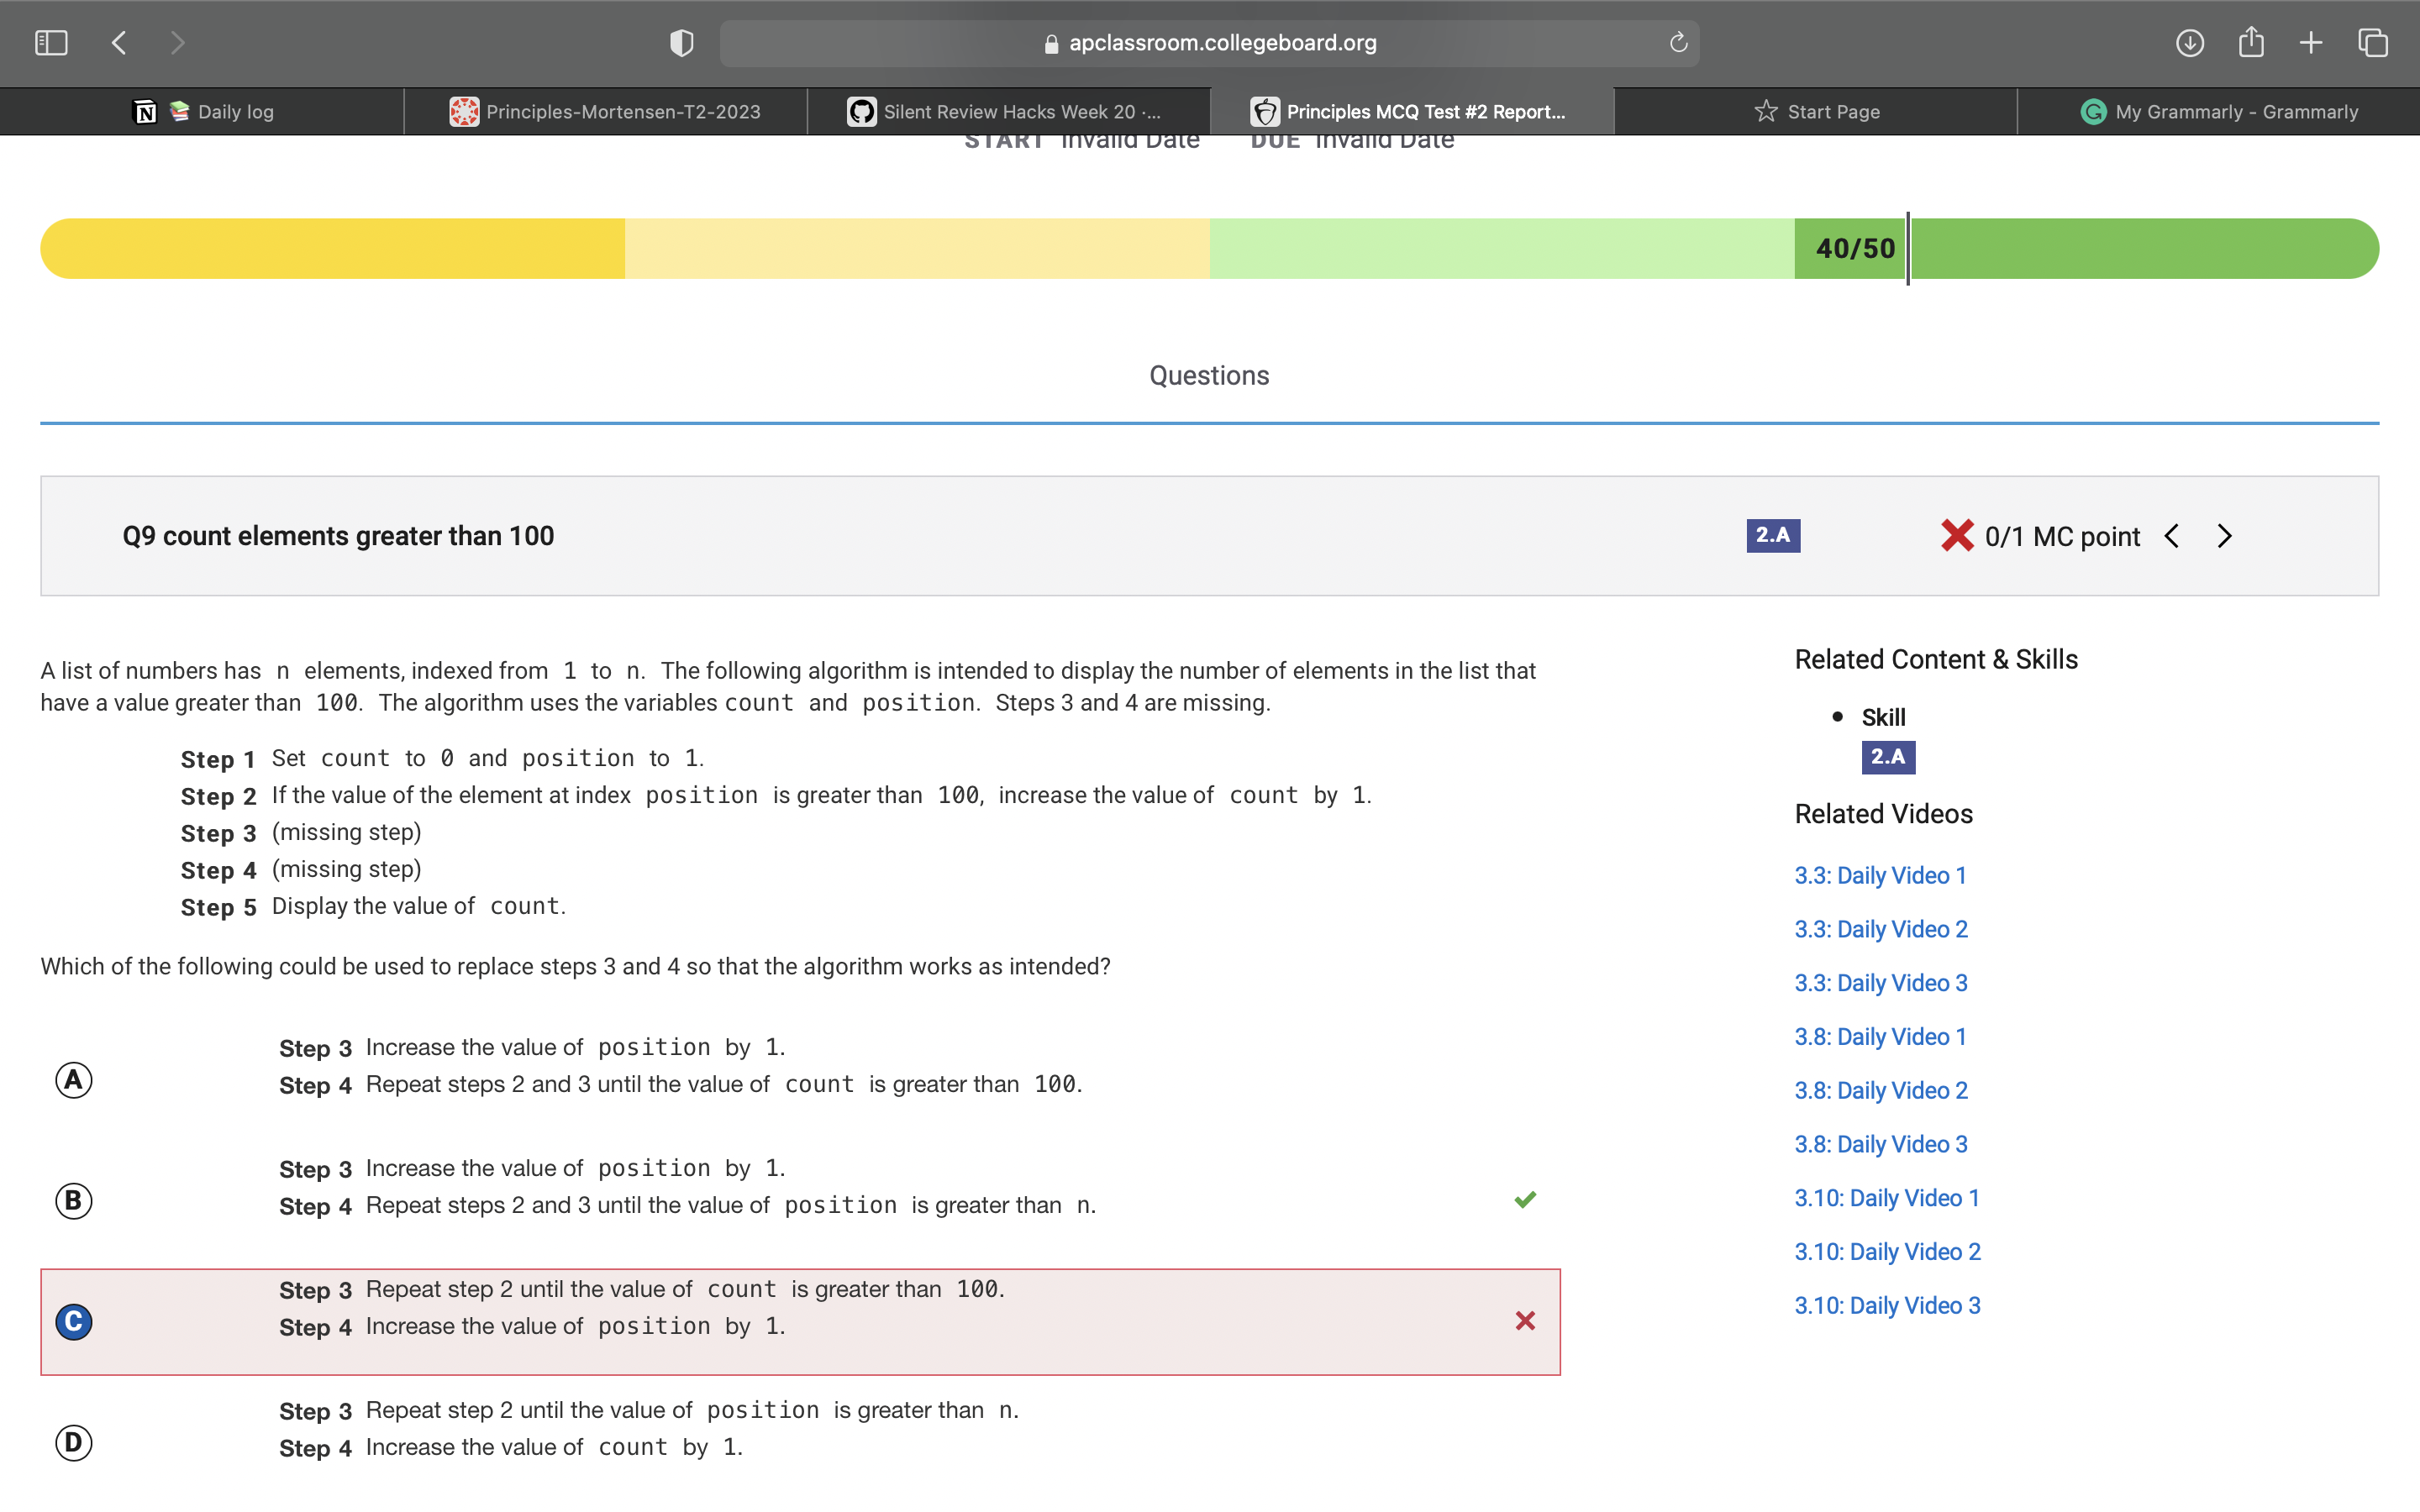 apclassroom.collegeboard.org
Daily log
Principles-Mortensen-T2-2023
Silent Review Hacks Week 20 ·...
Principles MCQ Test #2 Report...
Start Page
My Grammarly - Grammarly
START Invalid Date DUE Invalid Date
40/50
Questions
Q9 count elements greater than 100
2.A
0/1 MC point
A list of numbers has n elements, indexed from 1 to n. The following algorithm is intended to display the number of elements in the list that
have a value greater than 100. The algorithm uses the variables count and position. Steps 3 and 4 are missing.
Step 1 Set count to 0 and position to 1.
Step 2 If the value of the element at index position is greater than 100, increase the value of count by 1.
Step 3 (missing step)
Step 4 (missing step)
Step 5 Display the value of count.
Which of the following could be used to replace steps 3 and 4 so that the algorithm works as intended?
A
Step 3 Increase the value of position by 1.
Step 4 Repeat steps 2 and 3 until the value of count is greater than 100.
B
Step 3 Increase the value of position by 1.
Step 4 Repeat steps 2 and 3 until the value of position is greater than n.
C
Step 3 Repeat step 2 until the value of count is greater than 100.
Step 4 Increase the value of position by 1.
D
Step 3 Repeat step 2 until the value of position is greater than n.
Step 4 Increase the value of count by 1.
Related Content & Skills
Skill
2.A
Related Videos
3.3: Daily Video 1
3.3: Daily Video 2
3.3: Daily Video 3
3.8: Daily Video 1
3.8: Daily Video 2
3.8: Daily Video 3
3.10: Daily Video 1
3.10: Daily Video 2
3.10: Daily Video 3